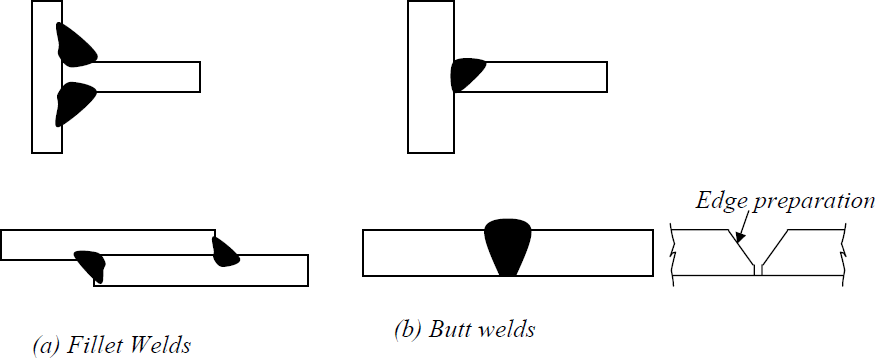 Edge preparation
(a) Fillet Welds
(b) Butt welds